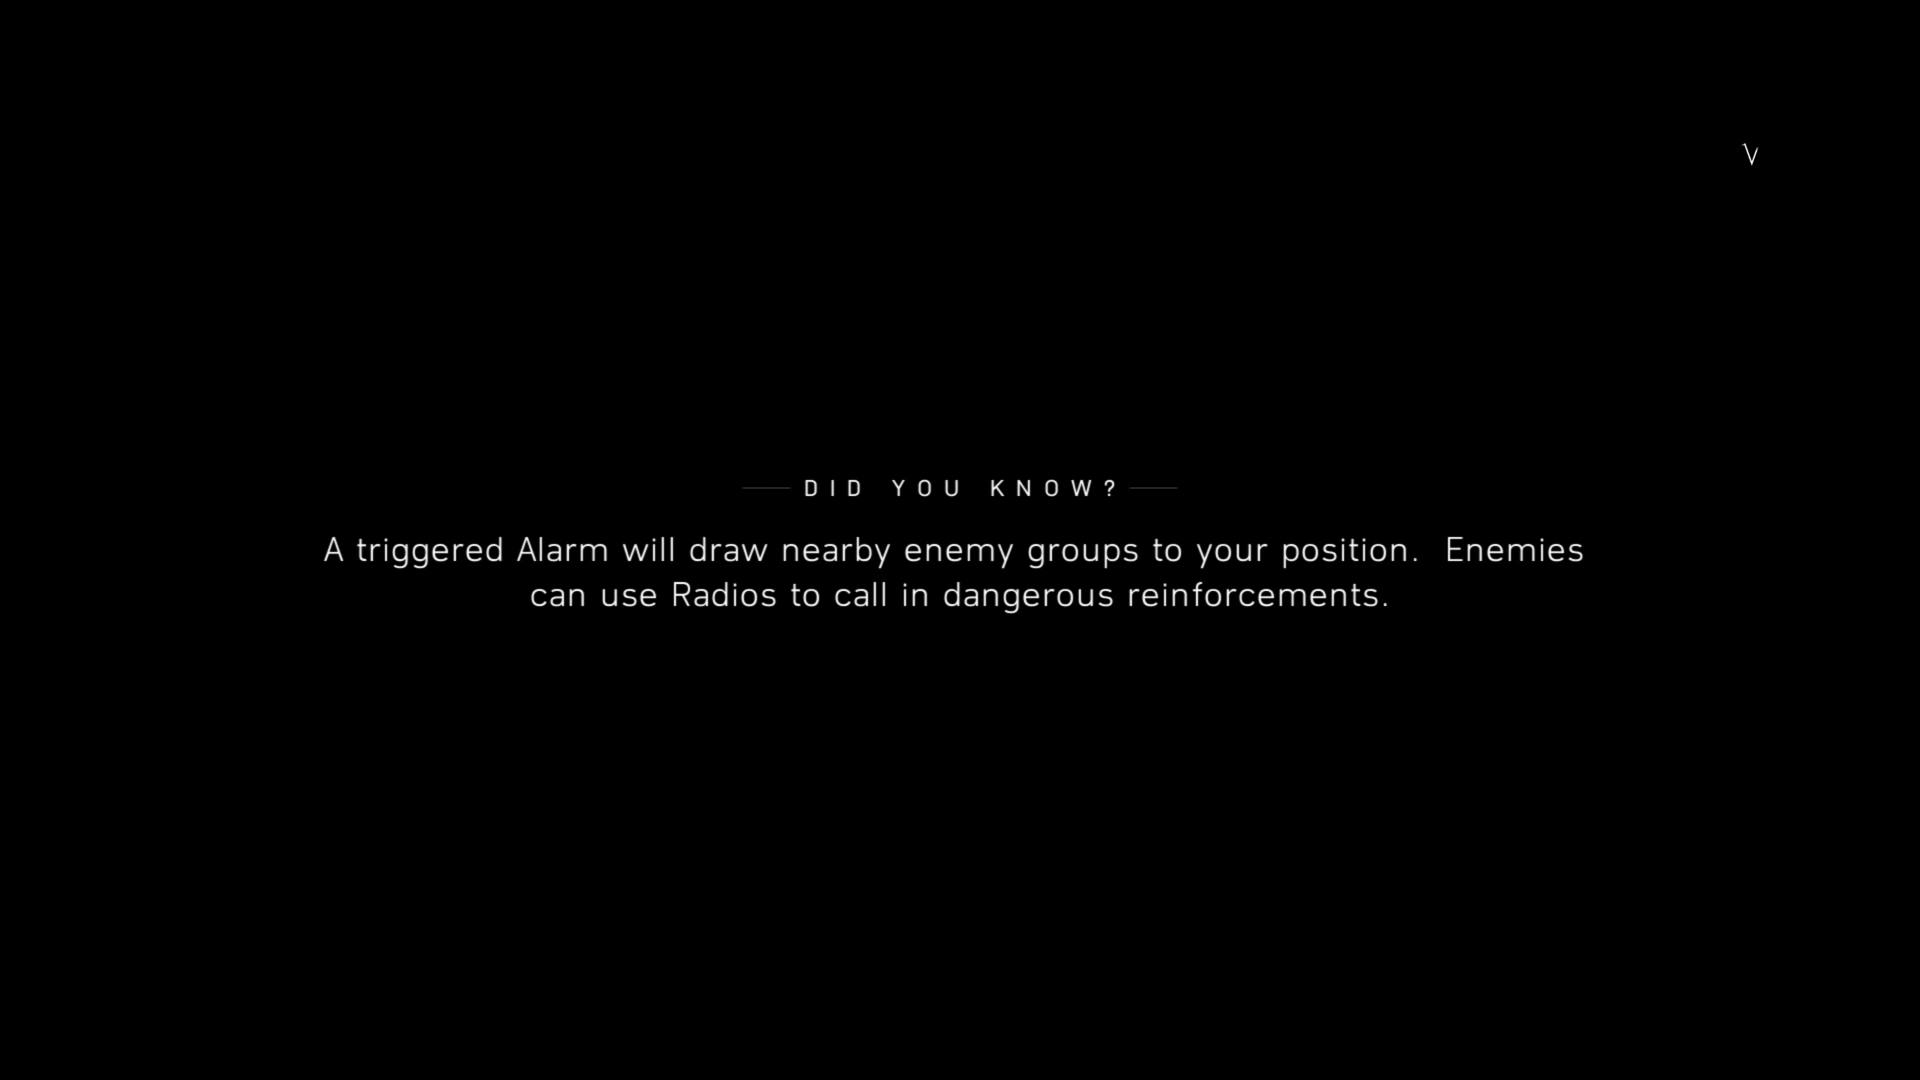 DID YOU KNOW?
A triggered Alarm will draw nearby enemy groups to your position.  Enemies
can use Radios to call in dangerous reinforcements.